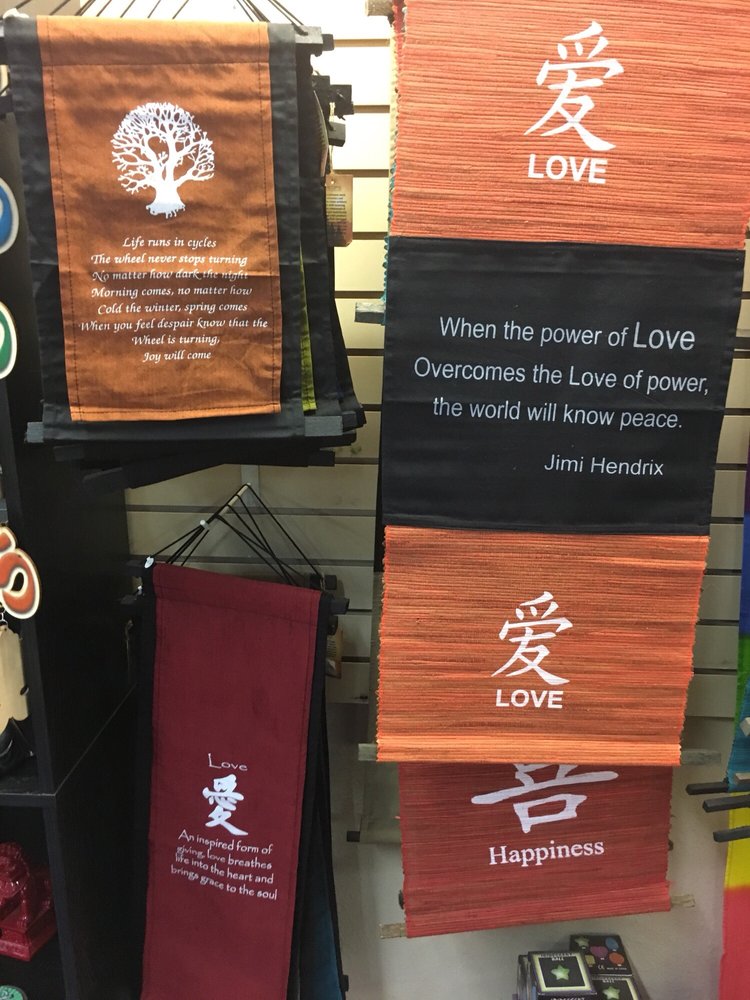 Life runs in cycles
The wheel never stops turning
No matter how dark the night
Morning comes, no matter how
Cold the winter, spring comes
When you feel despair know that the
Wheel is turning,
Joy will come
爱
LOVE
When the power of Love
Overcomes the Love of power,
the world will know peace.
Jimi Hendrix
爱
LOVE
Happiness
Love
愛
An inspired form of
giving, love breathes
life into the heart and
brings grace to the soul
BALL